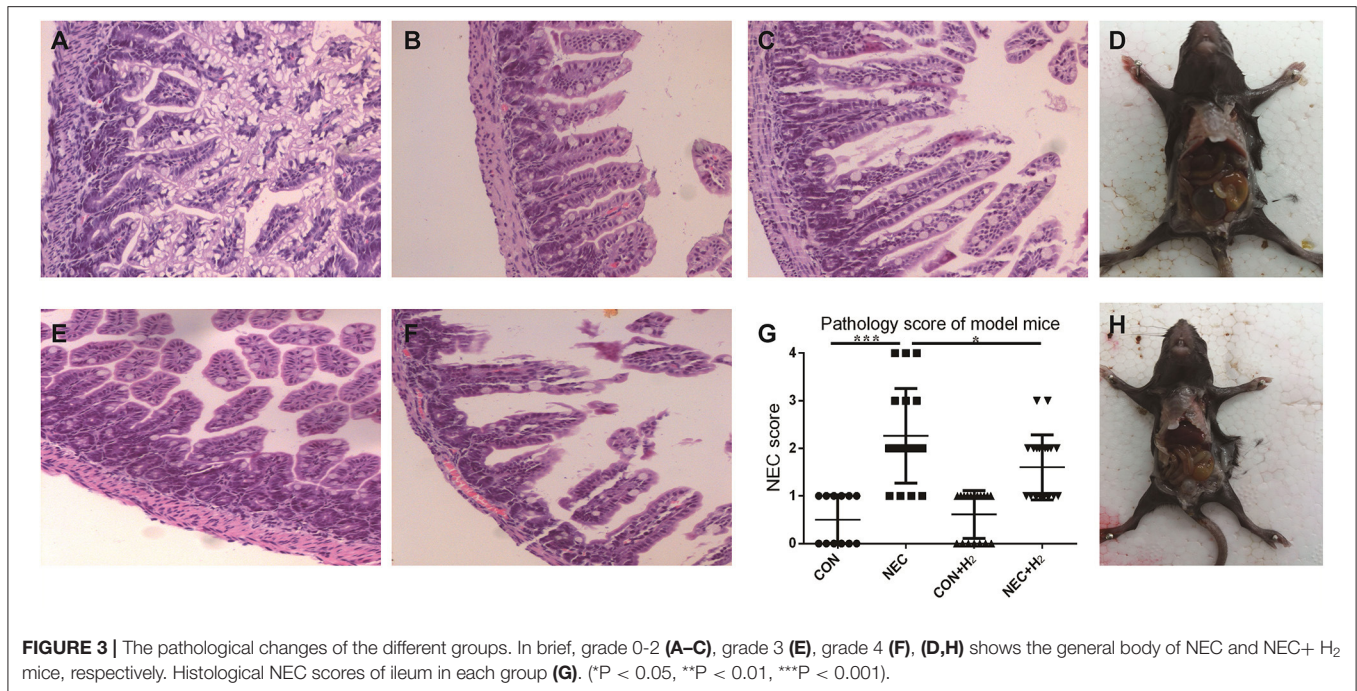 A
B
C
D
E
F
G
Pathology score of model mice
***
*
NEC score
4
3
2
1
0
CON
NEC
CON+H₂
NEC+H₂
H
FIGURE 3 | The pathological changes of the different groups. In brief, grade 0-2 (A–C), grade 3 (E), grade 4 (F), (D,H) shows the general body of NEC and NEC+ H₂
mice, respectively. Histological NEC scores of ileum in each group (G). (*P < 0.05, **P < 0.01, ***P < 0.001).